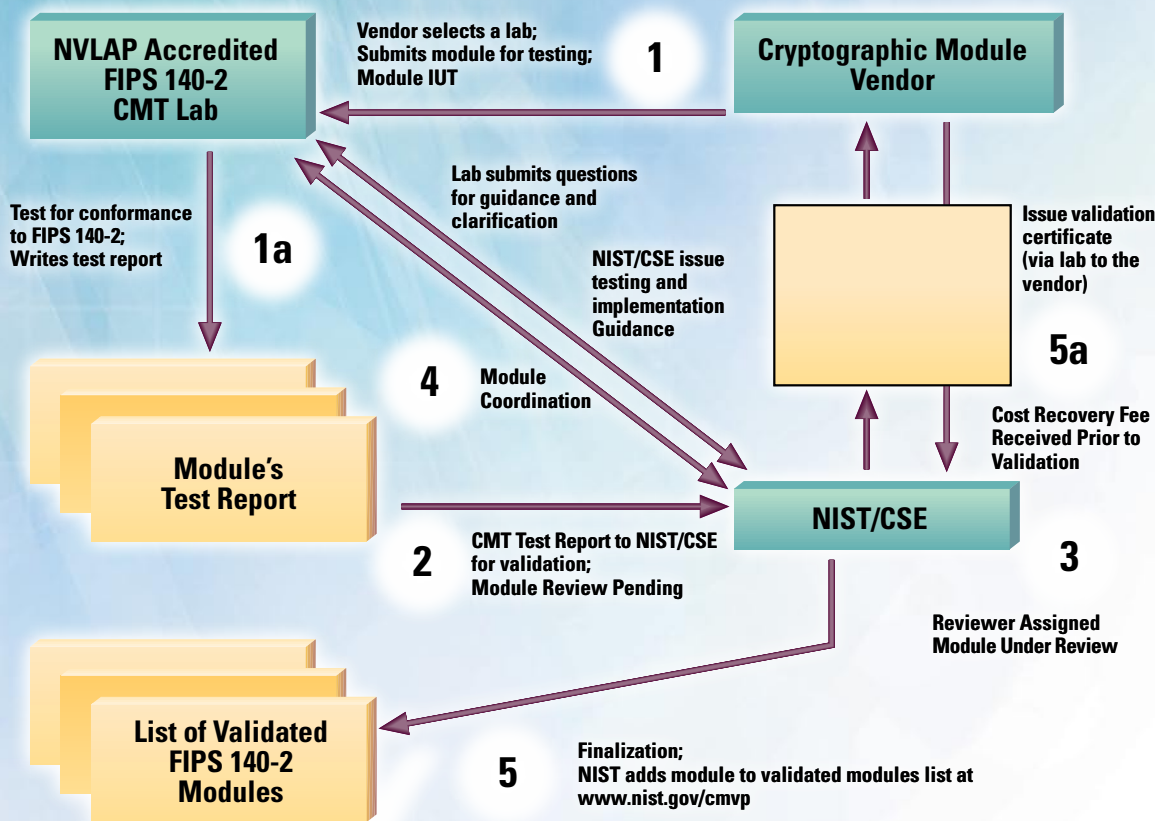 NVLAP Accredited
FIPS 140-2
CMT Lab
Vendor selects a lab;
Submits module for testing;
Module IUT
1
Cryptographic Module
Vendor
Test for conformance
to FIPS 140-2;
Writes test report
1a
Lab submits questions
for guidance and
clarification
NIST/CSE issue
testing and
implementation
Guidance
Issue validation
certificate
(via lab to the
vendor)
5a
4
Module
Coordination
Cost Recovery Fee
Received Prior to
Validation
Module's
Test Report
NIST/CSE
2
CMT Test Report to NIST/CSE
for validation;
Module Review Pending
3
Reviewer Assigned
Module Under Review
List of Validated
FIPS 140-2
Modules
5
Finalization;
NIST adds module to validated modules list at
www.nist.gov/cmvp